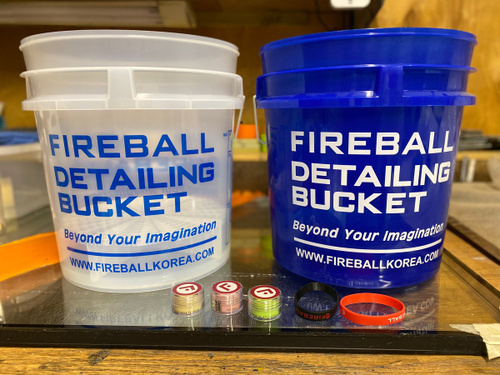 FIREBALL
DETAILING
BUCKET
Beyond Your Imagination
WWW.FIREBALLKOREA.COM
FIREBALL
DETAILING
BUCKET
Beyond Your Imagination
WWW.FIREBALLKOREA.COM